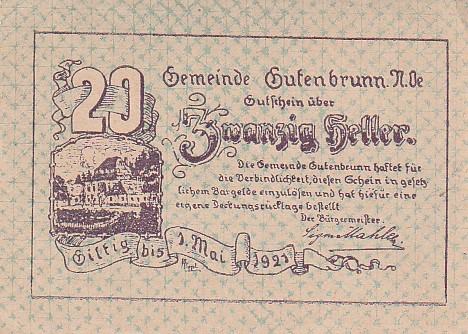 20
Gemeinde Gutenbrunn. N. Oe
Gutschein über
Zwanzig Heller.
Die Gemeinde Gutenbrunn haftet für
die Verbindlichkeit, diesen Schein in gesetz
lichem Bargelde einzulösen und hat hiefür eine
eigene Deckungsrücklage bestellt
Der Bürgermeister.
Giltig bis 1. Mai 1921